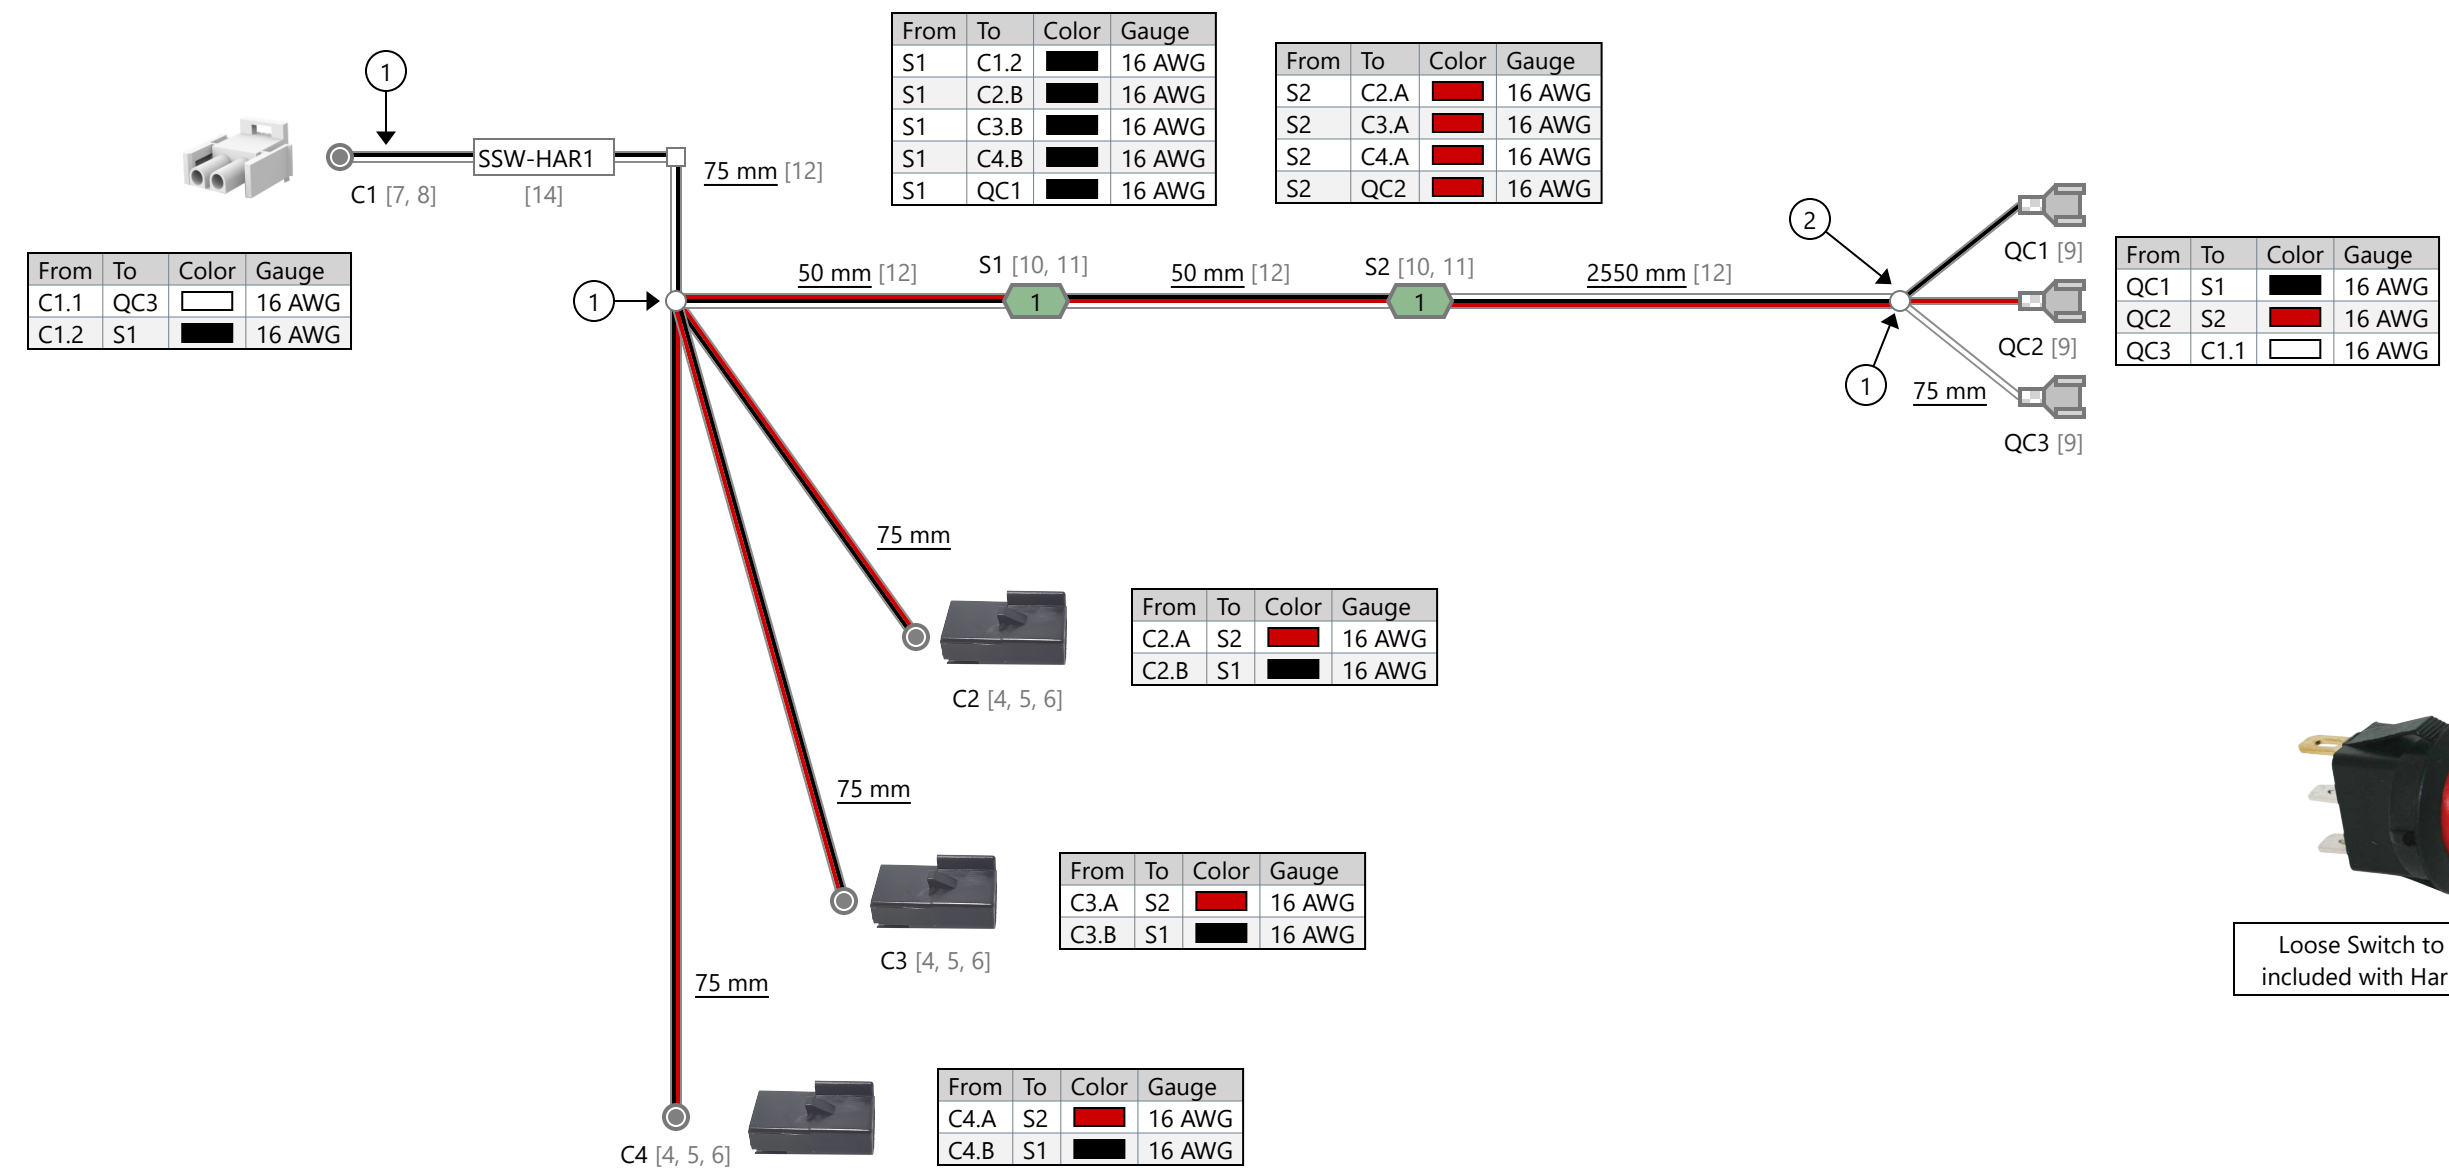 1
SSW-HAR1
C1 [7, 8]
[14]
75 mm [12]
From To Color Gauge
C1.1 QC3 16 AWG
C1.2 S1 16 AWG
From To Color Gauge
S1 C1.2 16 AWG
S1 C2.B 16 AWG
S1 C3.B 16 AWG
S1 C4.B 16 AWG
S1 QC1 16 AWG
From To Color Gauge
S2 C2.A 16 AWG
S2 C3.A 16 AWG
S2 C4.A 16 AWG
S2 QC2 16 AWG
1
50 mm [12]
S1 [10, 11]
1
50 mm [12]
S2 [10, 11]
1
2550 mm [12]
2
1
75 mm
QC1 [9]
QC2 [9]
QC3 [9]
From To Color Gauge
QC1 S1 16 AWG
QC2 S2 16 AWG
QC3 C1.1 16 AWG
75 mm
C2 [4, 5, 6]
From To Color Gauge
C2.A S2 16 AWG
C2.B S1 16 AWG
75 mm
C3 [4, 5, 6]
From To Color Gauge
C3.A S2 16 AWG
C3.B S1 16 AWG
75 mm
C4 [4, 5, 6]
From To Color Gauge
C4.A S2 16 AWG
C4.B S1 16 AWG
Loose Switch to
included with Har